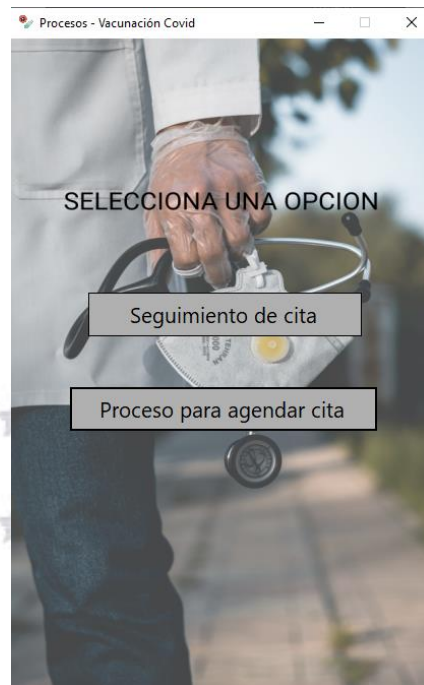 Procesos - Vacunación Covid
SELECCIONA UNA OPCION
Seguimiento de cita
Proceso para agendar cita